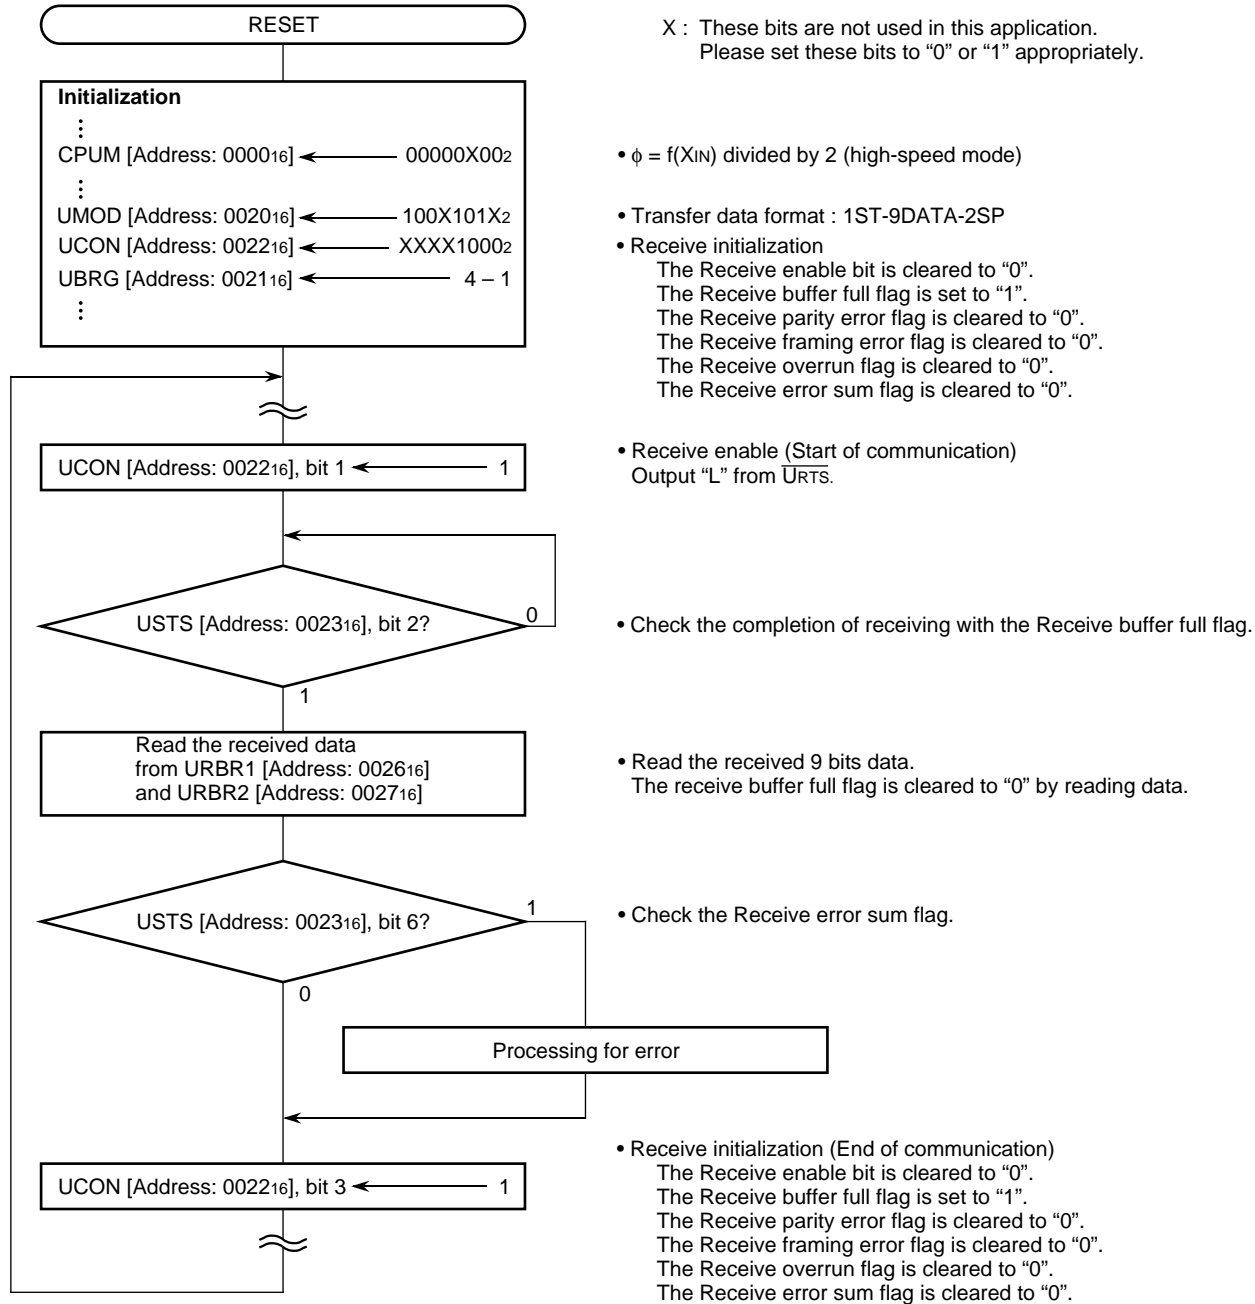 RESET
X : These bits are not used in this application.
Please set these bits to “0” or “1” appropriately.
Initialization
CPUM [Address: 000016] 00000X002
• ϕ = f(XIN) divided by 2 (high-speed mode)
UMOD [Address: 002016] 100X101X2
• Transfer data format : 1ST-9DATA-2SP
UCON [Address: 002216] XXXX10002
• Receive initialization
UBRG [Address: 002116] 4 – 1
The Receive enable bit is cleared to “0”.
The Receive buffer full flag is set to “1”.
The Receive parity error flag is cleared to “0”.
The Receive framing error flag is cleared to “0”.
The Receive overrun flag is cleared to “0”.
The Receive error sum flag is cleared to “0”.
UCON [Address: 002216], bit 1 1
• Receive enable (Start of communication)
Output “L” from URTS.
USTS [Address: 002316], bit 2?
0
• Check the completion of receiving with the Receive buffer full flag.
1
Read the received data
from URBR1 [Address: 002616]
and URBR2 [Address: 002716]
• Read the received 9 bits data.
The receive buffer full flag is cleared to “0” by reading data.
USTS [Address: 002316], bit 6?
1
• Check the Receive error sum flag.
0
Processing for error
UCON [Address: 002216], bit 3 1
• Receive initialization (End of communication)
The Receive enable bit is cleared to “0”.
The Receive buffer full flag is set to “1”.
The Receive parity error flag is cleared to “0”.
The Receive framing error flag is cleared to “0”.
The Receive overrun flag is cleared to “0”.
The Receive error sum flag is cleared to “0”.